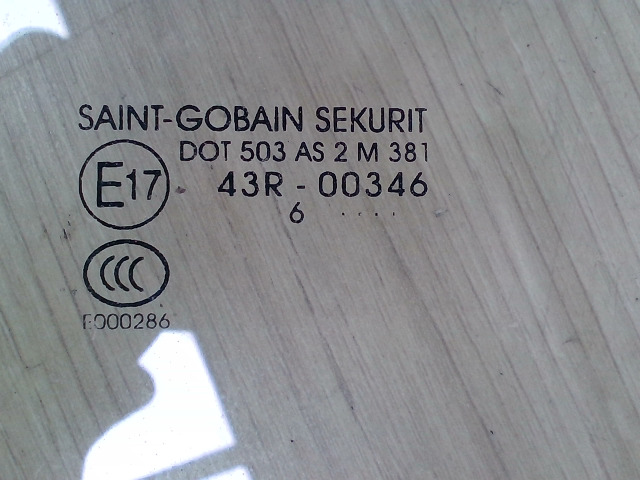 SAINT-GOBAIN SEKURIT
DOT 503 AS 2 M 381
E17
43R - 00346
6 ....
CCC
E000286